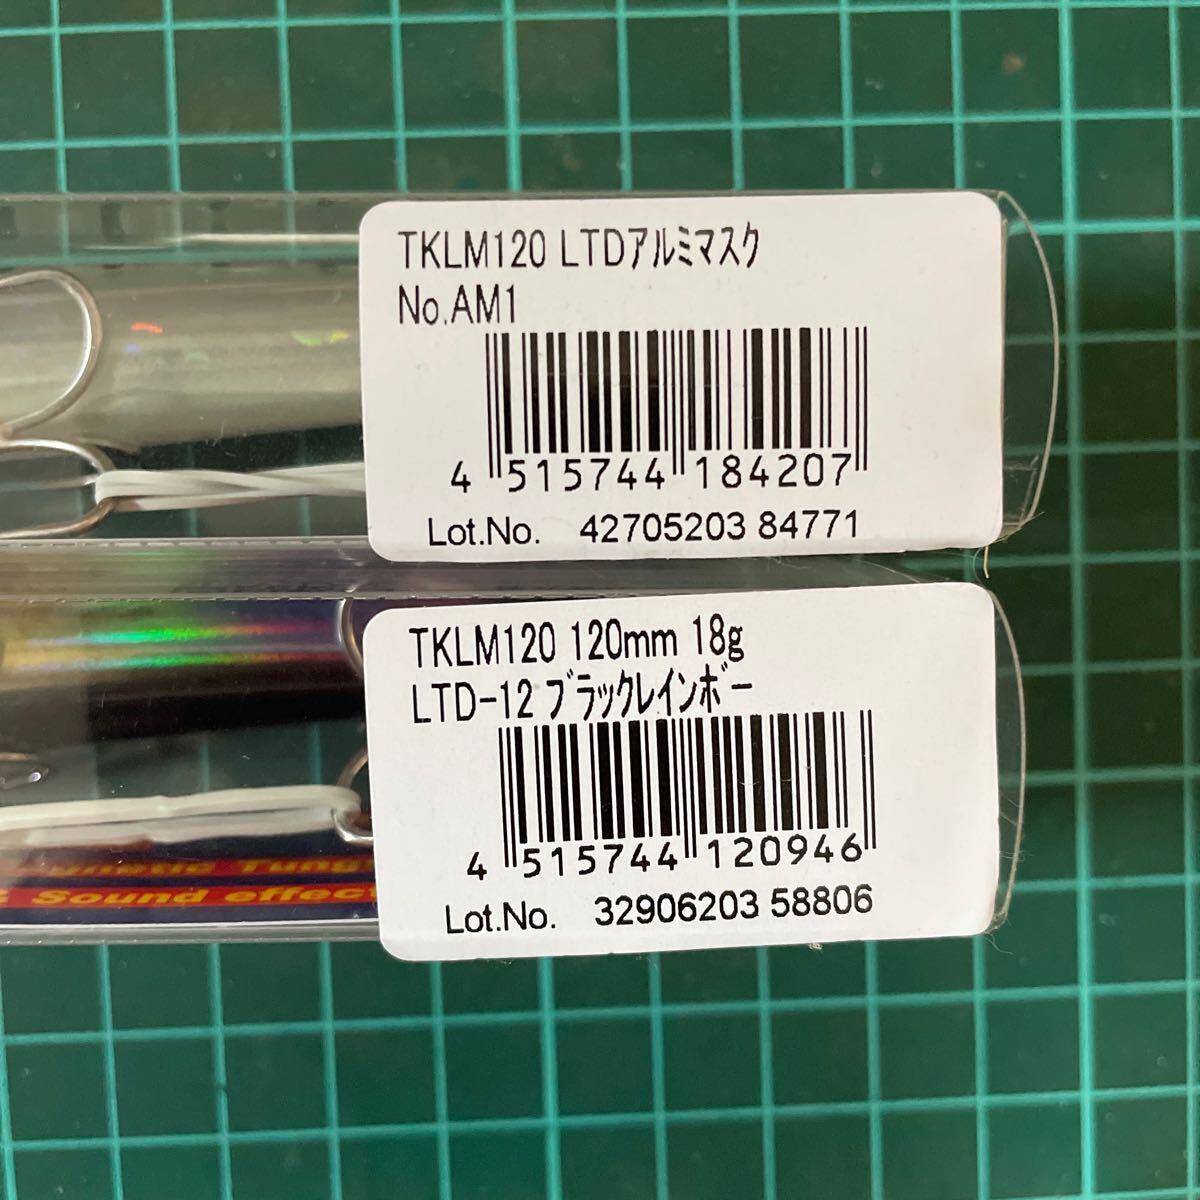 TKLM120 LTDｱﾙﾐﾏｽｸ
No.AM1
4 515744 184207
Lot.No. 42705203 84771
TKLM120 120mm 18g
LTD-12 ﾌﾞﾗｯｸﾚｲﾝﾎﾞｰ
4 515744 120946
Lot.No. 32906203 58806
Sound effect